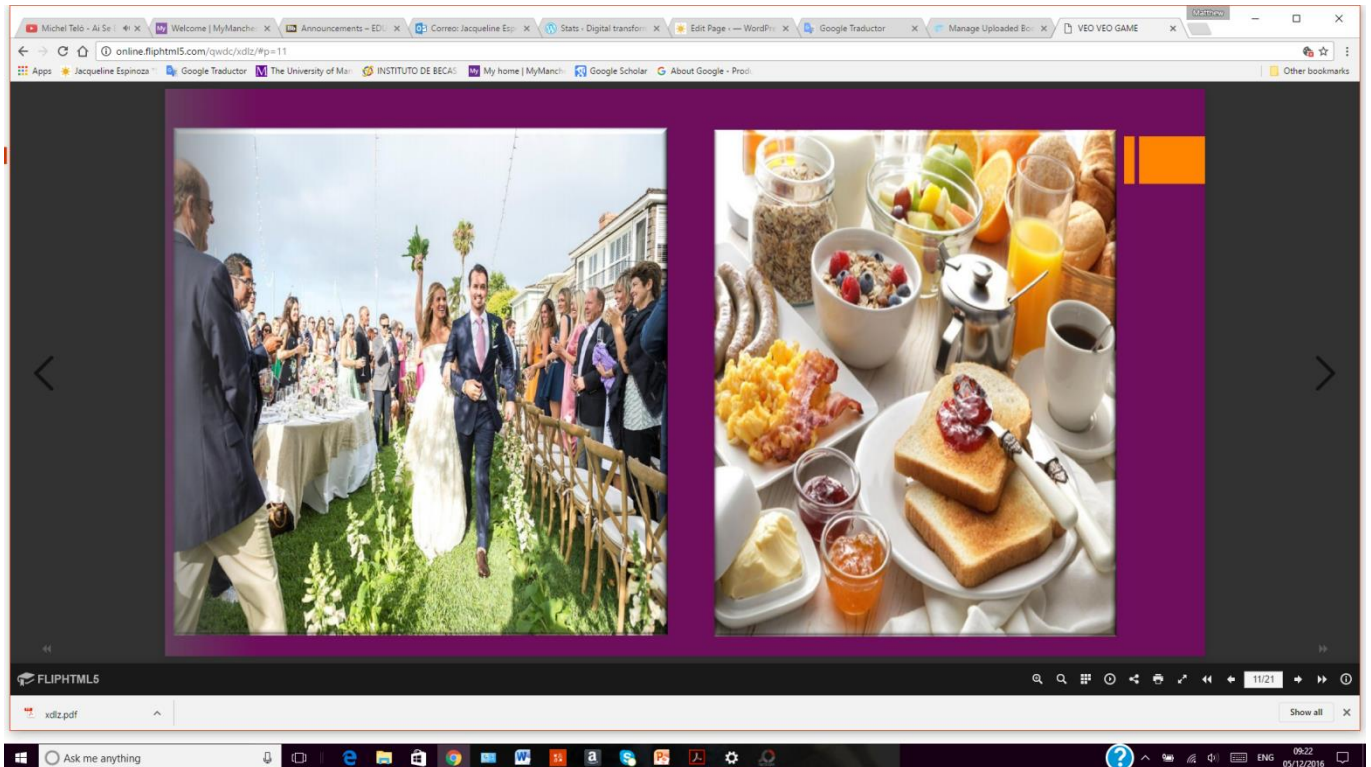 Matthew
Michel Teló - Ai Se
Welcome | MyManche
Announcements – EDU
Correo: Jacqueline Esp
Stats ‹ Digital transform
Edit Page ‹ — WordPr
Google Traductor
Manage Uploaded Bo
VEO VEO GAME
online.fliphtml5.com/qwdc/xdlz/#p=11
Apps
Jacqueline Espinoza
Google Traductor
The University of Man
INSTITUTO DE BECAS
My home | MyManch
Google Scholar
About Google - Prod
Other bookmarks
FLIPHTML5
11/21
xdlz.pdf
Show all
Ask me anything
ENG
09:22
05/12/2016